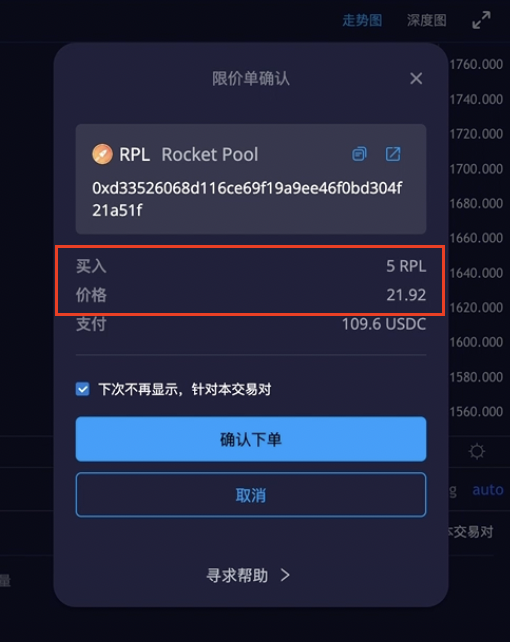 走势图 深度图
限价单确认
RPL Rocket Pool
0xd33526068d116ce69f19a9ee46f0bd304f
21a51f
买入 5 RPL
价格 21.92
支付 109.6 USDC
下次不再显示，针对本交易对
确认下单
取消
寻求帮助
1760.000
1740.000
1720.000
1700.000
1680.000
1660.000
1640.000
1620.000
1600.000
1580.000
1560.000
g auto
本交易对
量